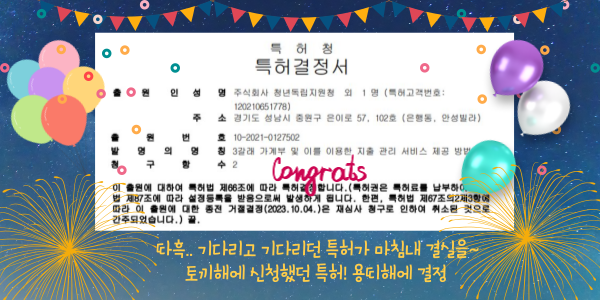 특 허 청
특허결정서
출 원 인 성 명 주식회사 청년독립지원청 외 1 명 (특허고객번호:
120210651778)
주 소 경기도 성남시 중원구 은이로 57, 102호 (은행동, 안성빌라)
출 원 번 호 10-2021-0127502
발 명 의 명 칭 3갈래 가계부 및 이를 이용한 지출 관리 서비스 제공 방법
청 구 항 수 2
Congrats
이 출원에 대하여 특허법 제66조에 따라 특허결정합니다.(특허권은 특허료를 납부하여
법 제87조에 따라 설정등록을 받음으로써 발생하게 됩니다. 한편, 특허법 제67조의2제3항에
따라 이 출원에 대한 종전 거절결정(2023.10.04.)은 재심사 청구로 인하여 취소된 것으로
간주되었습니다.) 끝.
따흑.. 기다리고 기다리던 특허가 마침내 결실을~
토끼해에 신청했던 특허! 용띠해에 결정